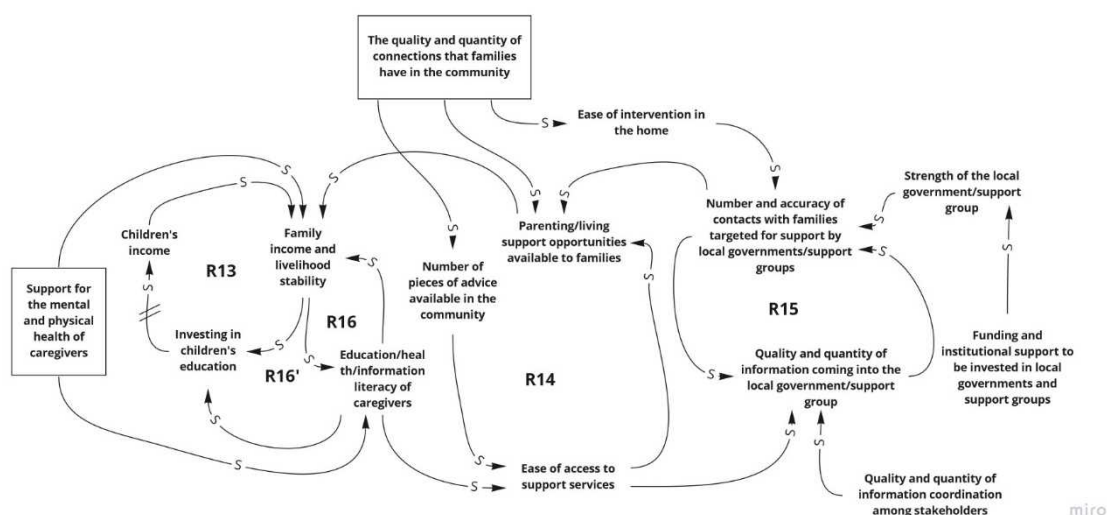 The quality and quantity of
connections that families
have in the community
S
Ease of intervention in
the home
S
S
S
S
S
S
S
Strength of the local
government/support
group
S
S
Children's
income
Family
income and
livelihood
stability
Parenting/living
support opportunities
available to families
Number and accuracy of
contacts with families
targeted for support by
local governments/support
groups
S
S
S
S
R13
Number of
pieces of advice
available in the
community
Support for
the mental
and physical
health of
caregivers
S
S
R16
R15
Investing in
children's
education
S
S
Education/heal
th/information
literacy of
caregivers
R16'
R14
S
Quality and quantity of
information coming into the
local government/support
group
Funding and
institutional support to
be invested in local
governments and
support groups
S
S
S
S
S
S
Ease of access to
support services
Quality and quantity of
information coordination
among stakeholders
miro